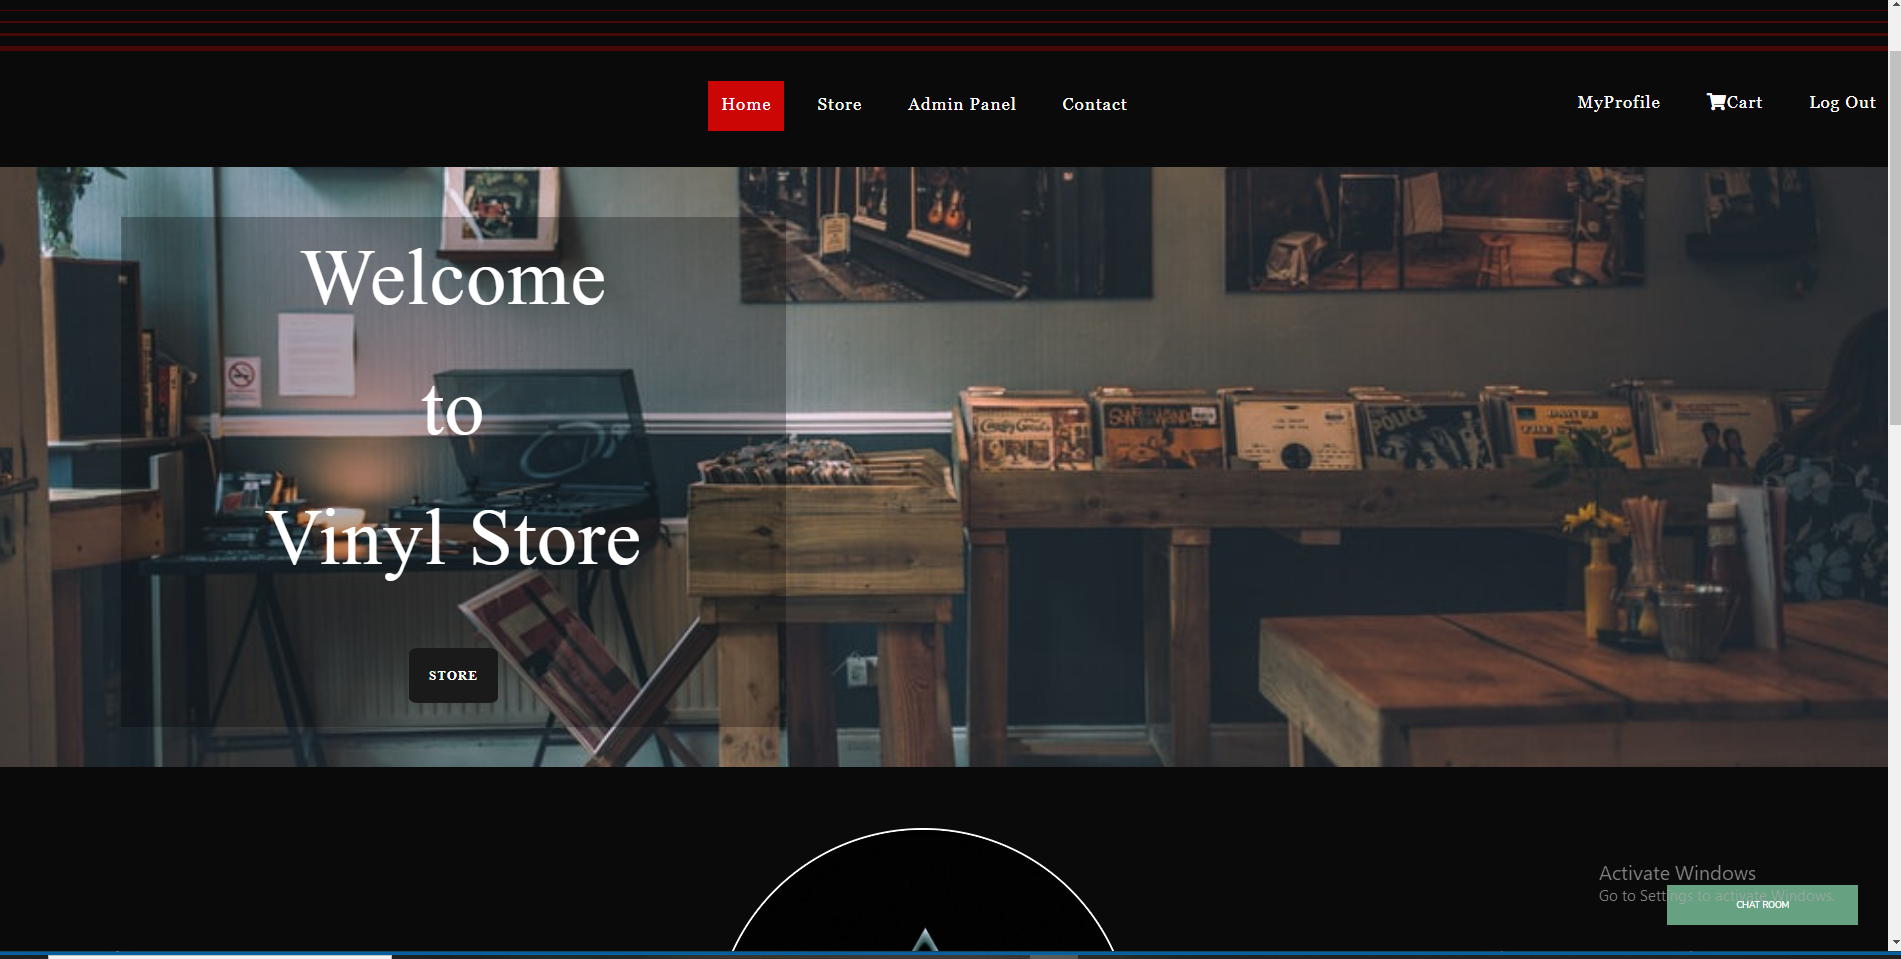 Home
Store
Admin Panel
Contact
MyProfile
Cart
Log Out
Welcome
to
Vinyl Store
STORE
POLICE
Activate Windows
Go to Settings to activate Windows.
CHAT ROOM